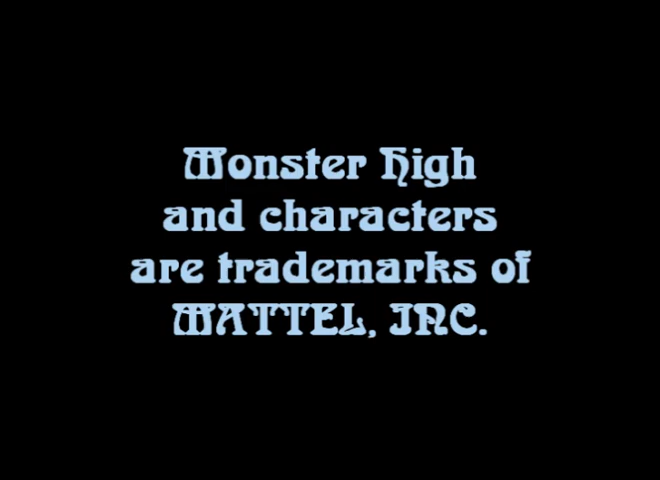 Monster High
and characters
are trademarks of
MATTEL, INC.